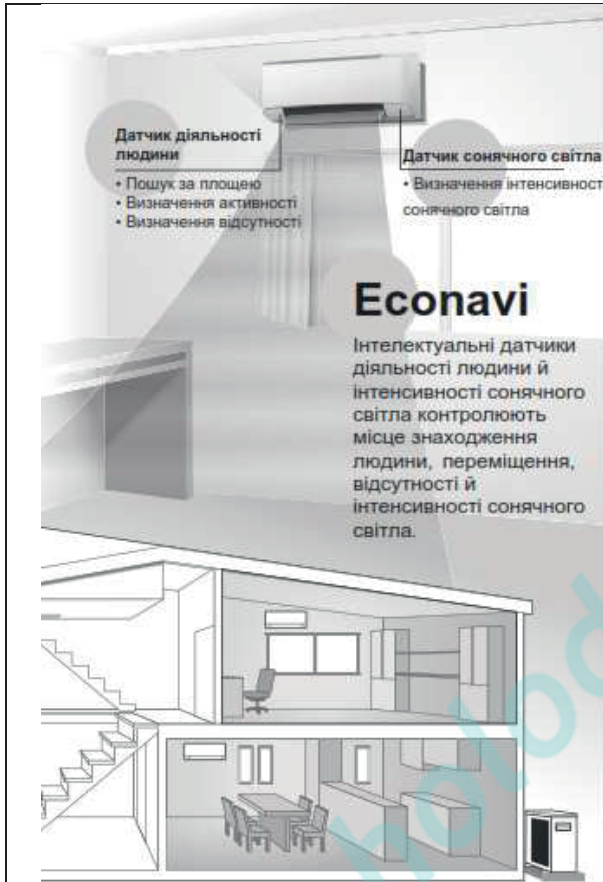 Датчик діяльності
людини
• Пошук за площею
• Визначення активності
• Визначення відсутності
Датчик сонячного світла
• Визначення інтенсивност
сонячного світла
Econavi
Інтелектуальні датчики
діяльності людини й
інтенсивності сонячного
світла контролюють
місце знаходження
людини, переміщення,
відсутності й
інтенсивності сонячного
світла.
holod